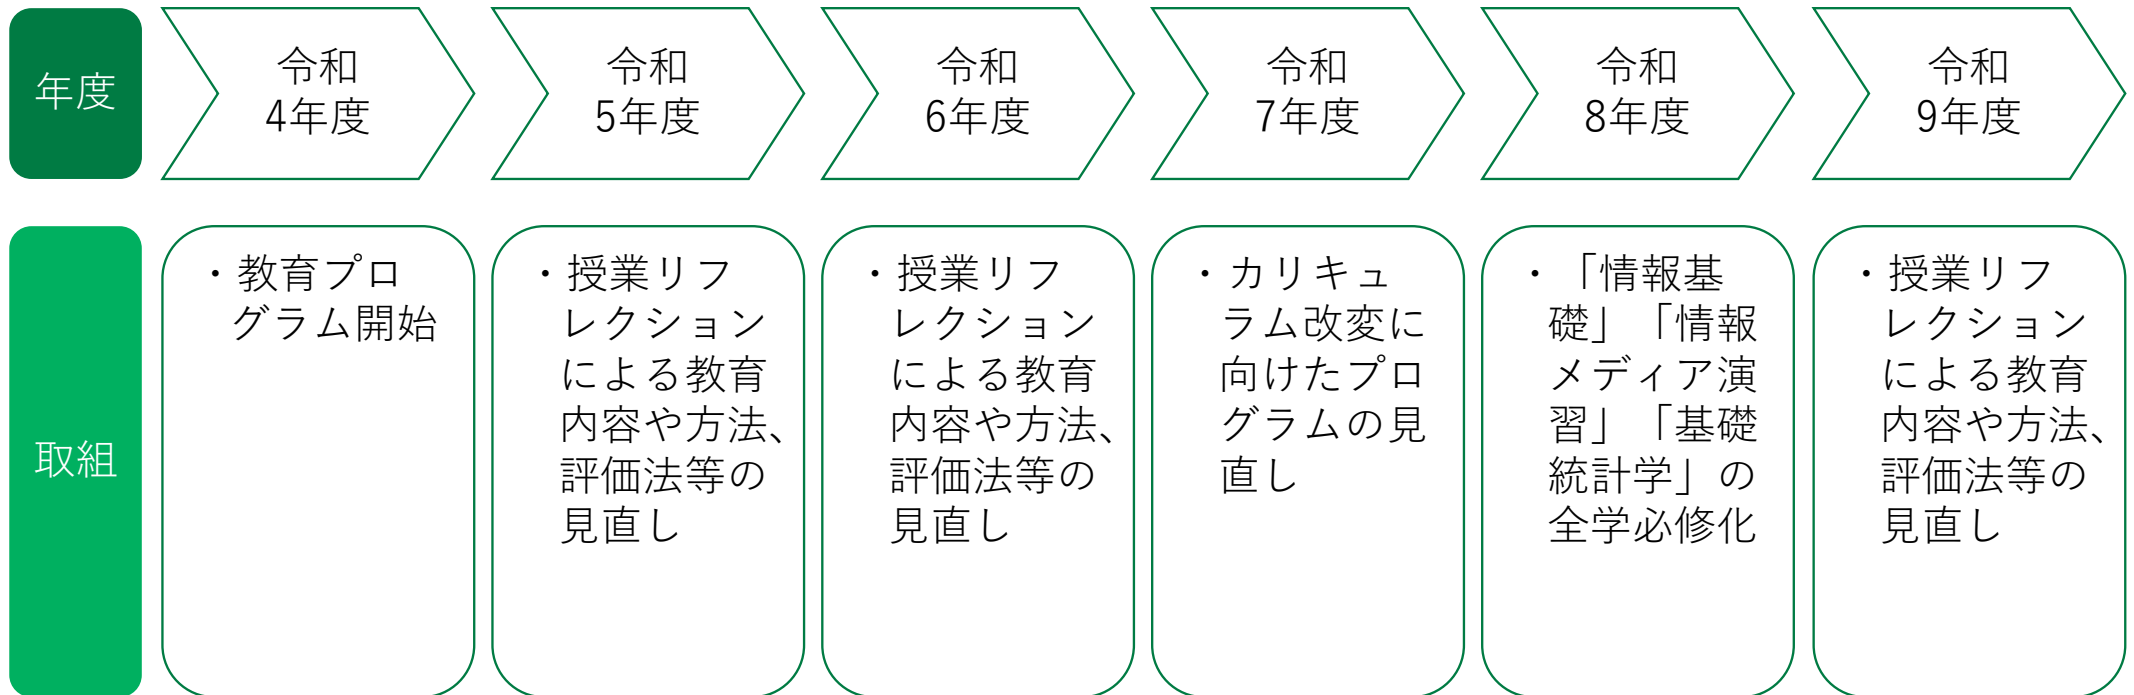 年度
令和
4年度
令和
5年度
令和
6年度
令和
7年度
令和
8年度
令和
9年度
取組
・教育プロ
グラム開始
・授業リフ
レクション
による教育
内容や方法、
評価法等の
見直し
・授業リフ
レクション
による教育
内容や方法、
評価法等の
見直し
・カリキュ
ラム改変に
向けたプロ
グラムの見
直し
・「情報基
礎」「情報
メディア演
習」「基礎
統計学」の
全学必修化
・授業リフ
レクション
による教育
内容や方法、
評価法等の
見直し